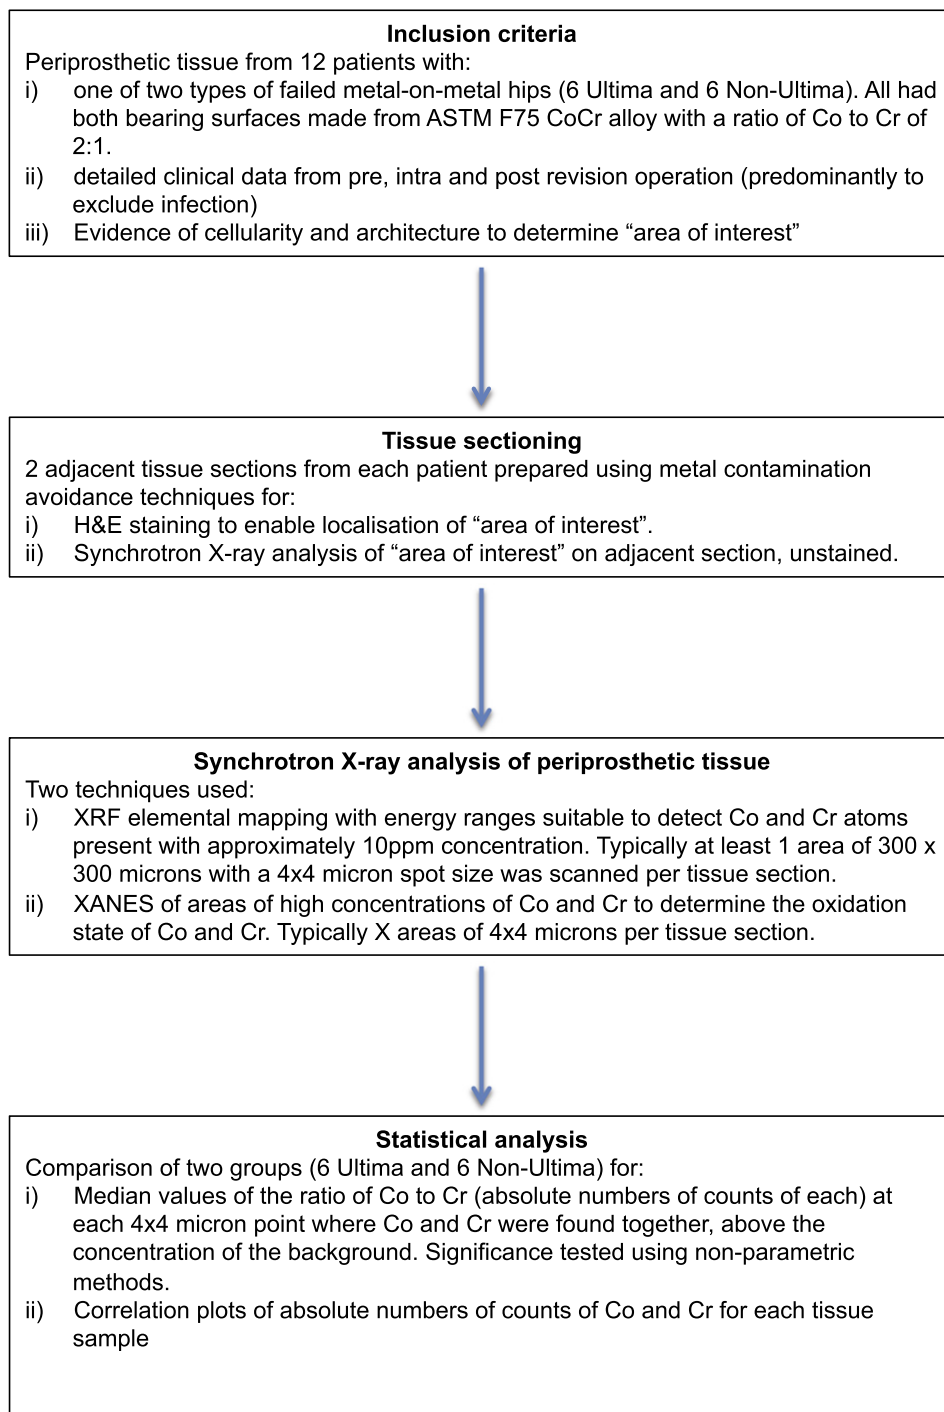 Inclusion criteria
Periprosthetic tissue from 12 patients with:
i) one of two types of failed metal-on-metal hips (6 Ultima and 6 Non-Ultima). All had
both bearing surfaces made from ASTM F75 CoCr alloy with a ratio of Co to Cr of
2:1.
ii) detailed clinical data from pre, intra and post revision operation (predominantly to
exclude infection)
iii) Evidence of cellularity and architecture to determine “area of interest”
Tissue sectioning
2 adjacent tissue sections from each patient prepared using metal contamination
avoidance techniques for:
i) H&E staining to enable localisation of “area of interest”.
ii) Synchrotron X-ray analysis of “area of interest” on adjacent section, unstained.
Synchrotron X-ray analysis of periprosthetic tissue
Two techniques used:
i) XRF elemental mapping with energy ranges suitable to detect Co and Cr atoms
present with approximately 10ppm concentration. Typically at least 1 area of 300 x
300 microns with a 4x4 micron spot size was scanned per tissue section.
ii) XANES of areas of high concentrations of Co and Cr to determine the oxidation
state of Co and Cr. Typically X areas of 4x4 microns per tissue section.
Statistical analysis
Comparison of two groups (6 Ultima and 6 Non-Ultima) for:
i) Median values of the ratio of Co to Cr (absolute numbers of counts of each) at
each 4x4 micron point where Co and Cr were found together, above the
concentration of the background. Significance tested using non-parametric
methods.
ii) Correlation plots of absolute numbers of counts of Co and Cr for each tissue
sample